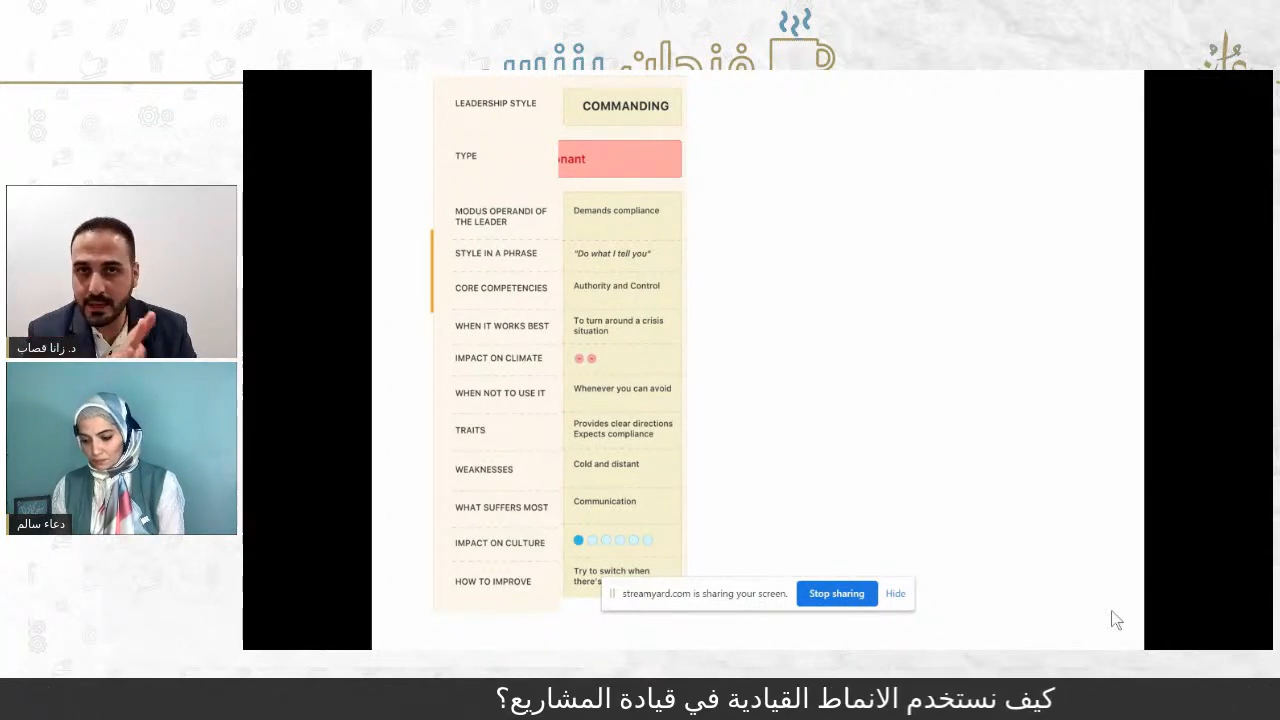 فنجان بزنس
LEADERSHIP STYLE
COMMANDING
TYPE
nant
MODUS OPERANDI OF
THE LEADER
Demands compliance
STYLE IN A PHRASE
"Do what I tell you"
CORE COMPETENCIES
Authority and Control
WHEN IT WORKS BEST
To turn around a crisis
situation
IMPACT ON CLIMATE
WHEN NOT TO USE IT
Whenever you can avoid
TRAITS
Provides clear directions
Expects compliance
WEAKNESSES
Cold and distant
WHAT SUFFERS MOST
Communication
IMPACT ON CULTURE
HOW TO IMPROVE
Try to switch when
there's
streamyard.com is sharing your screen.
Stop sharing
Hide
د. زانا قصاب
دعاء سالم
كيف نستخدم الانماط القيادية في قيادة المشاريع؟